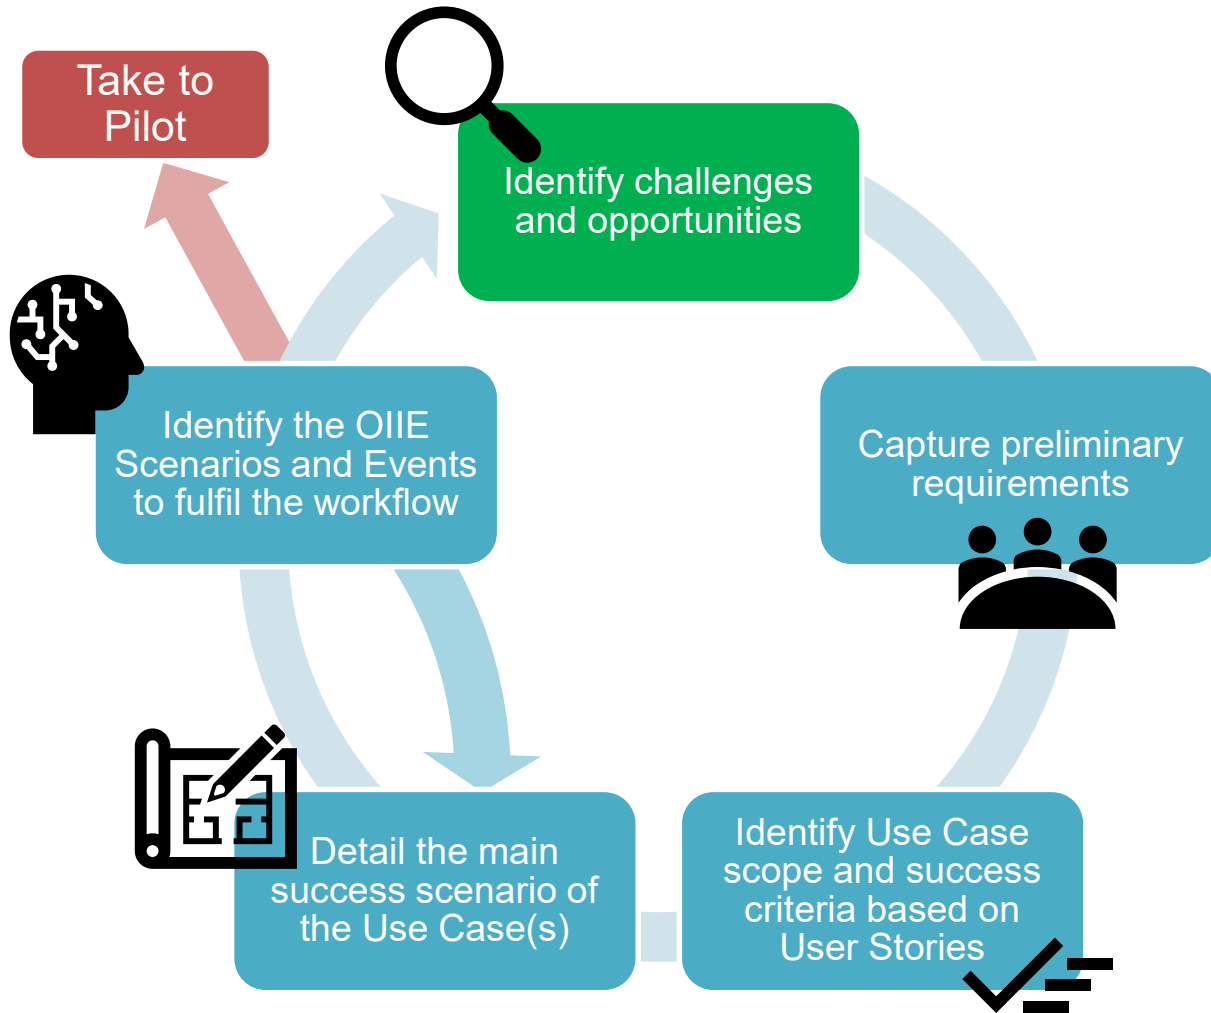 Take to
Pilot
Identify challenges
and opportunities
Capture preliminary
requirements
Identify Use Case
scope and success
criteria based on
User Stories
Detail the main
success scenario of
the Use Case(s)
Identify the OIIE
Scenarios and Events
to fulfil the workflow